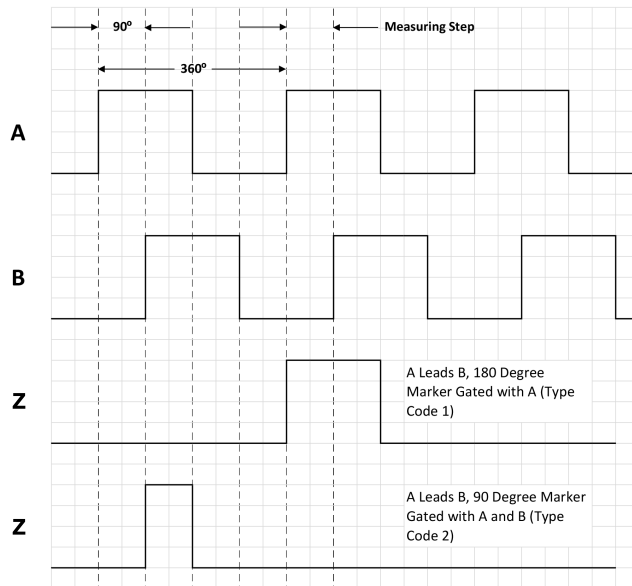 90° Measuring Step
360°
A
B
Z
A Leads B, 180 Degree
Marker Gated with A (Type
Code 1)
Z
A Leads B, 90 Degree Marker
Gated with A and B (Type
Code 2)